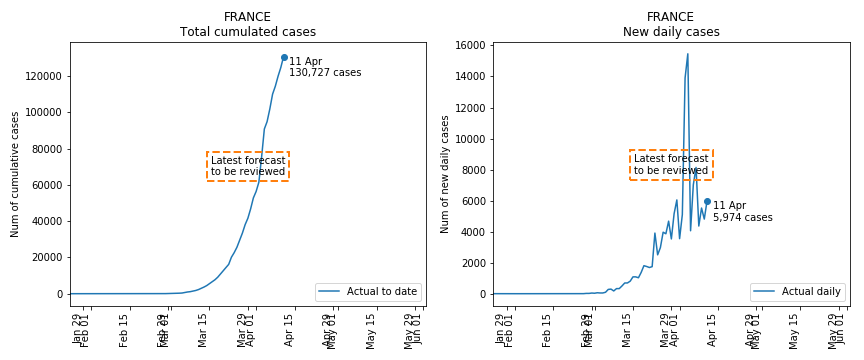 FRANCE
Total cumulated cases
Num of cumulative cases
120000
100000
80000
60000
40000
20000
0
11 Apr
130,727 cases
Latest forecast
to be reviewed
Actual to date
Jan 29
Feb 01
Feb 15
Feb 29
Mar 01
Mar 15
Mar 29
Apr 01
Apr 15
Apr 29
May 01
May 15
May 29
Jun 01
FRANCE
New daily cases
Num of new daily cases
16000
14000
12000
10000
8000
6000
4000
2000
0
Latest forecast
to be reviewed
11 Apr
5,974 cases
Actual daily
Jan 29
Feb 01
Feb 15
Feb 29
Mar 01
Mar 15
Mar 29
Apr 01
Apr 15
Apr 29
May 01
May 15
May 29
Jun 01